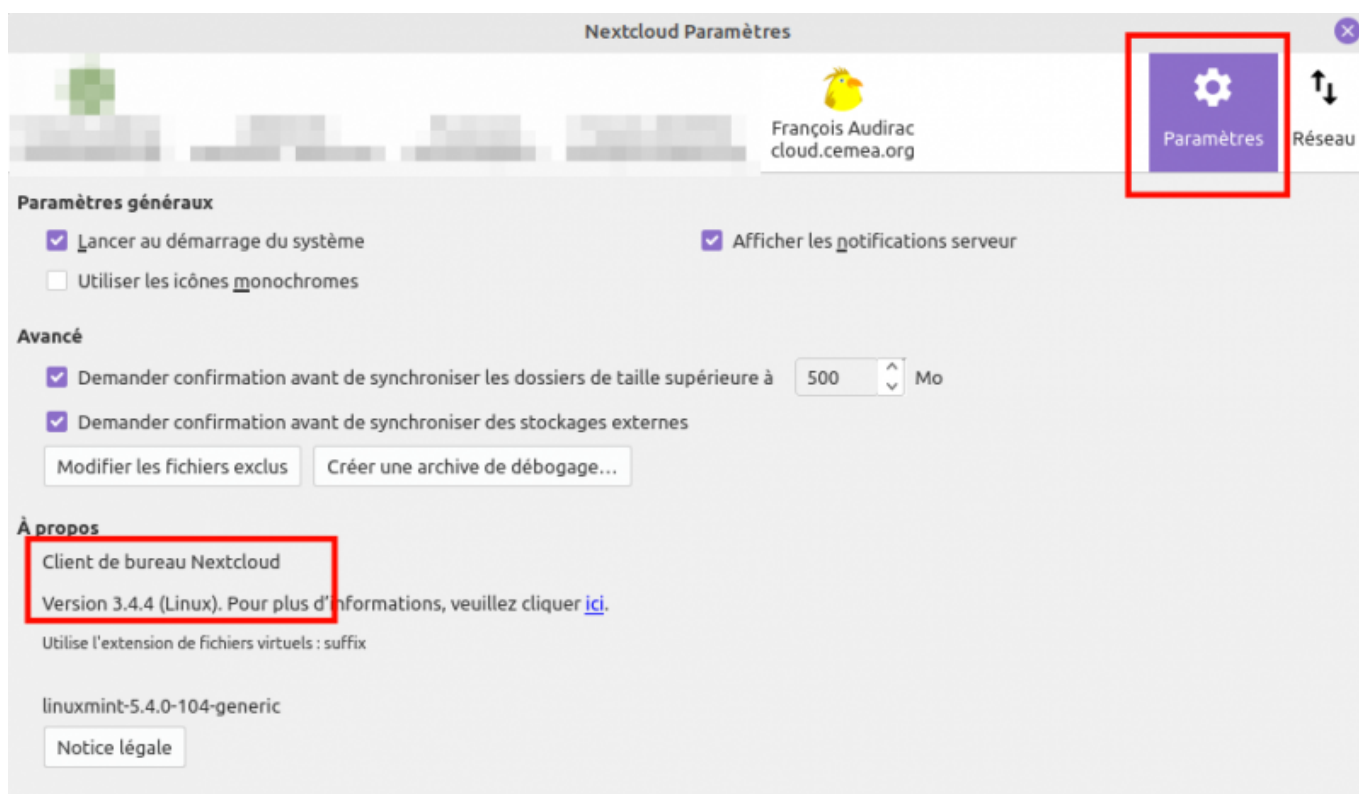 Nextcloud Paramètres
François Audirac
cloud.cemea.org
Paramètres
Réseau
Paramètres généraux
Lancer au démarrage du système
Afficher les notifications serveur
Utiliser les icônes monochromes
Avancé
Demander confirmation avant de synchroniser les dossiers de taille supérieure à 500 Mo
Demander confirmation avant de synchroniser des stockages externes
Modifier les fichiers exclus
Créer une archive de débogage...
À propos
Client de bureau Nextcloud
Version 3.4.4 (Linux). Pour plus d'informations, veuillez cliquer ici.
Utilise l'extension de fichiers virtuels : suffix
linuxmint-5.4.0-104-generic
Notice légale